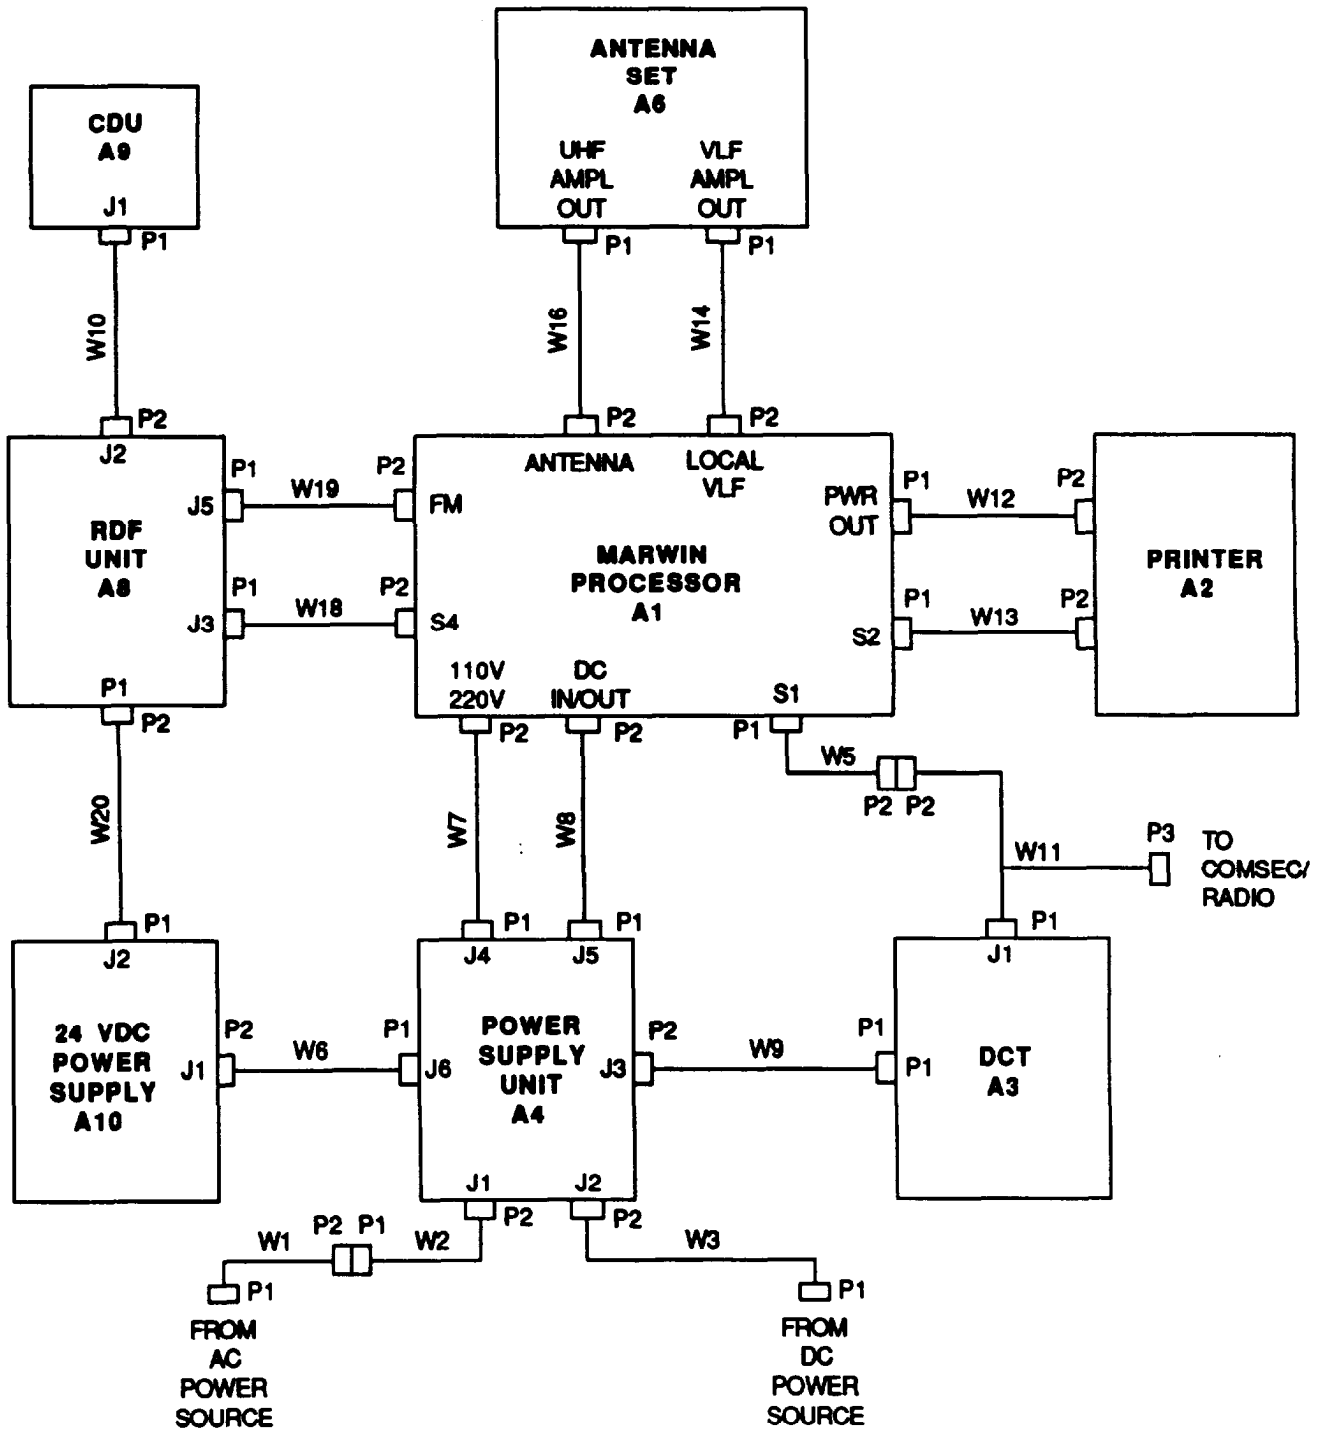 ANTENNA
SET
A6
UHF
AMPL
OUT
VLF
AMPL
OUT
P1
P1
CDU
A9
J1
P1
W10
W16
W14
P2
J2
P2
P2
ANTENNA
LOCAL
VLF
RDF
UNIT
A8
J5
P1
W19
P2
FM
J3
P1
W18
P2
S4
P1
P2
MARWIN
PROCESSOR
A1
PWR
OUT
P1
W12
P2
S2
P1
W13
P2
PRINTER
A2
110V
220V
DC
IN/OUT
S1
P2
P2
P1
W5
P2 P2
W20
W7
W8
W11
P3
TO
COMSEC/
RADIO
P1
J2
P1
J4
P1
J5
P1
J1
24 VDC
POWER
SUPPLY
A10
J1
P2
W6
P1
J6
POWER
SUPPLY
UNIT
A4
J3
P2
W9
P1
P1
DCT
A3
J1
J2
P2
P2
W1
P2 P1
W2
W3
P1
P1
FROM
AC
POWER
SOURCE
FROM
DC
POWER
SOURCE